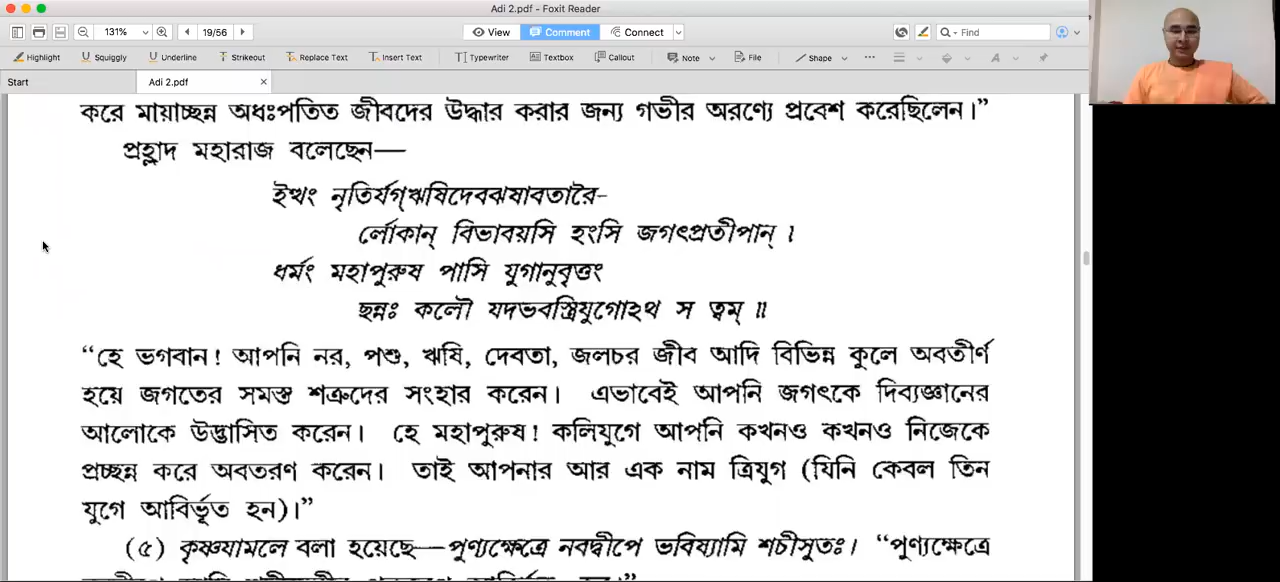 Adi 2.pdf - Foxit Reader
131% 19/56 View Comment Connect Find
Highlight Squiggly Underline Strikeout Replace Text Insert Text Typewriter Textbox Callout Note File Shape
Start Adi 2.pdf
করে মায়াচ্ছন্ন অধঃপতিত জীবদের উদ্ধার করার জন্য গভীর অরণ্যে প্রবেশ করেছিলেন।”
প্রহ্লাদ মহারাজ বলেছেন—
ইত্থং নৃতির্যগ্‌ঋষিদেবঝষাবতারৈ-
র্লোকান্ বিভাবয়সি হংসি জগৎপ্রতীপান্ ।
ধর্মং মহাপুরুষ পাসি যুগানুবৃত্তং
ছন্নঃ কলৌ যদভবস্ত্রিযুগোঽথ স ত্বম্ ॥
“হে ভগবান! আপনি নর, পশু, ঋষি, দেবতা, জলচর জীব আদি বিভিন্ন কুলে অবতীর্ণ
হয়ে জগতের সমস্ত শত্রুদের সংহার করেন। এভাবেই আপনি জগৎকে দিব্যজ্ঞানের
আলোকে উদ্ভাসিত করেন। হে মহাপুরুষ! কলিযুগে আপনি কখনও কখনও নিজেকে
প্রচ্ছন্ন করে অবতরণ করেন। তাই আপনার আর এক নাম ত্রিযুগ (যিনি কেবল তিন
যুগে আবির্ভূত হন)।”
(৫) কৃষ্ণযামলে বলা হয়েছে—পুণ্যক্ষেত্রে নবদ্বীপে ভবিষ্যামি শচীসুতঃ। “পুণ্যক্ষেত্রে